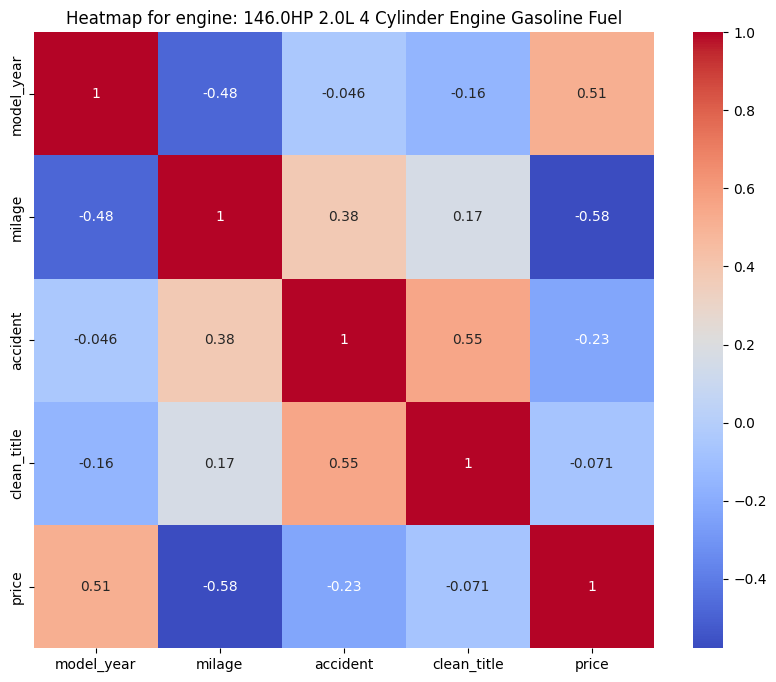 Heatmap for engine: 146.0HP 2.0L 4 Cylinder Engine Gasoline Fuel
model_year 1 -0.48 -0.046 -0.16 0.51
milage -0.48 1 0.38 0.17 -0.58
accident -0.046 0.38 1 0.55 -0.23
clean_title -0.16 0.17 0.55 1 -0.071
price 0.51 -0.58 -0.23 -0.071 1
model_year milage accident clean_title price
1.0
0.8
0.6
0.4
0.2
0.0
−0.2
−0.4